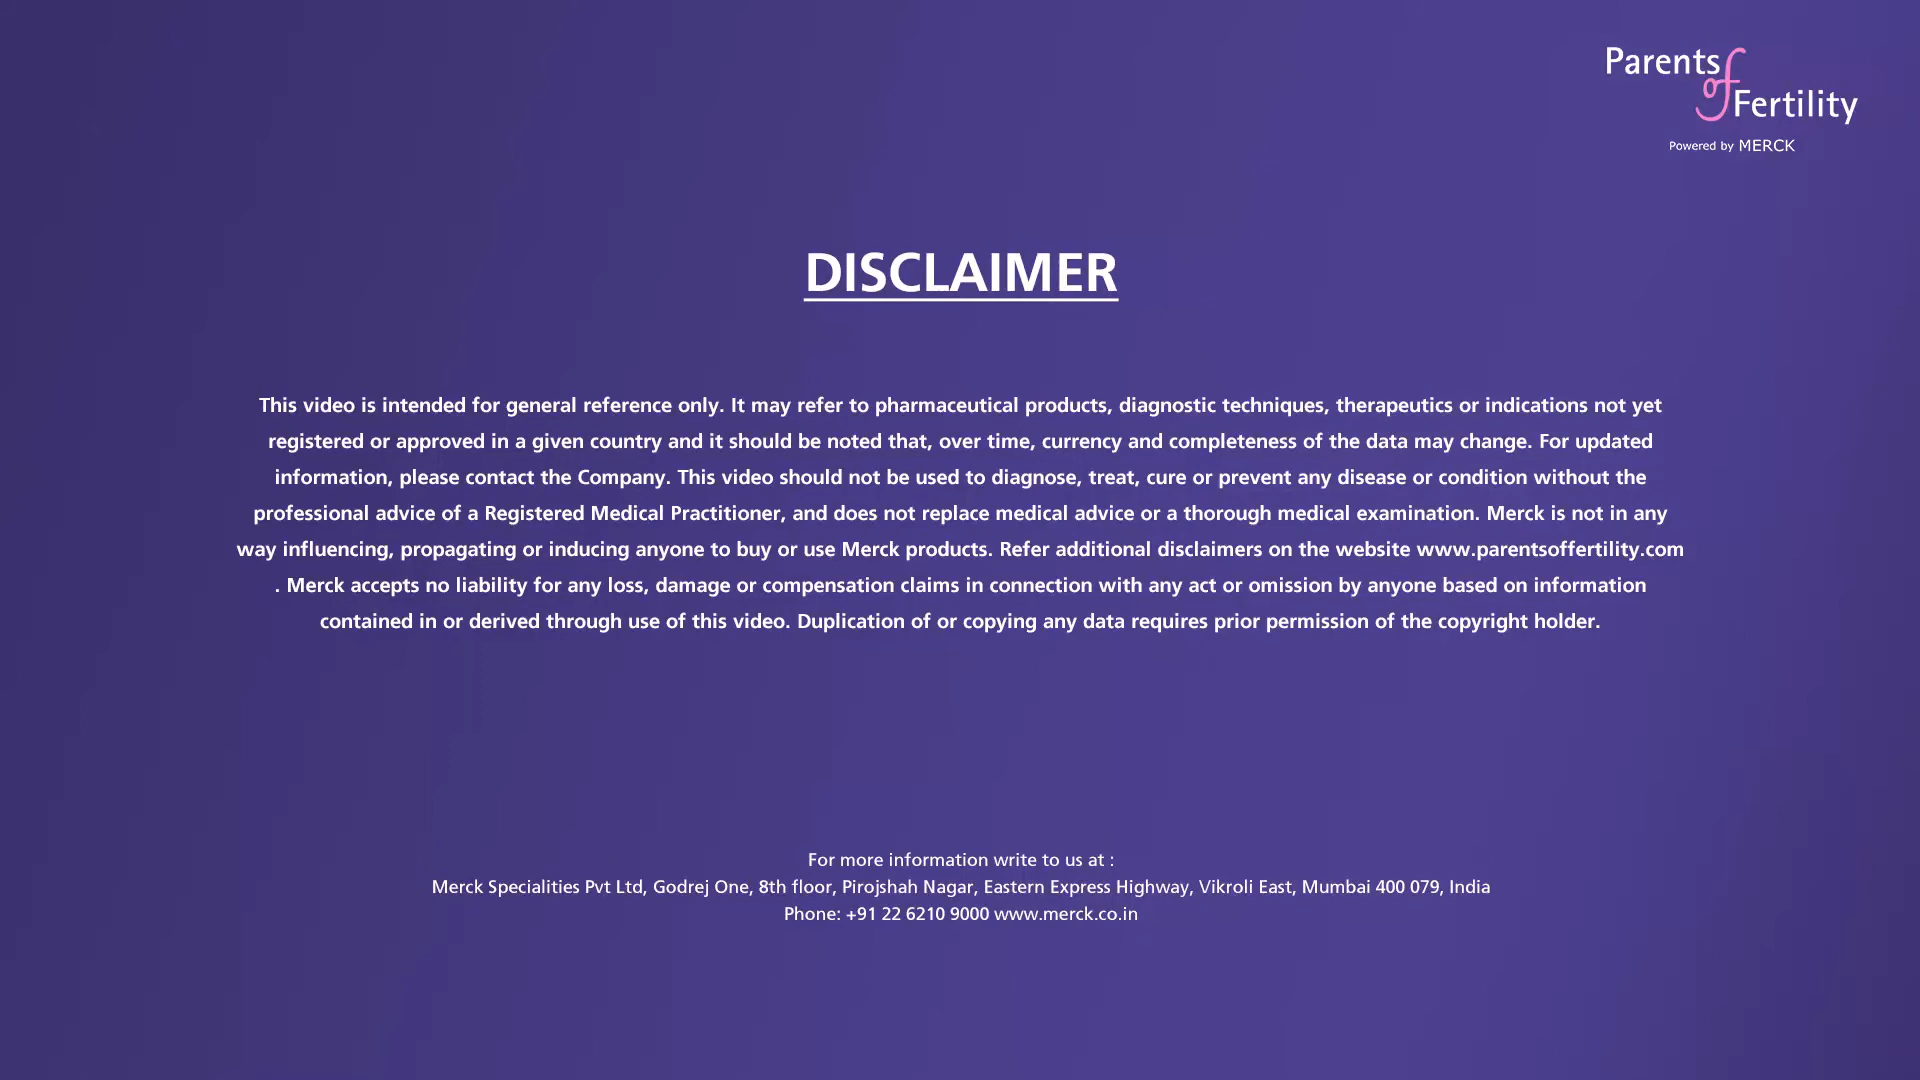 Parents
of
Fertility
Powered by MERCK
DISCLAIMER
This video is intended for general reference only. It may refer to pharmaceutical products, diagnostic techniques, therapeutics or indications not yet
registered or approved in a given country and it should be noted that, over time, currency and completeness of the data may change. For updated
information, please contact the Company. This video should not be used to diagnose, treat, cure or prevent any disease or condition without the
professional advice of a Registered Medical Practitioner, and does not replace medical advice or a thorough medical examination. Merck is not in any
way influencing, propagating or inducing anyone to buy or use Merck products. Refer additional disclaimers on the website www.parentsoffertility.com
. Merck accepts no liability for any loss, damage or compensation claims in connection with any act or omission by anyone based on information
contained in or derived through use of this video. Duplication of or copying any data requires prior permission of the copyright holder.
For more information write to us at :
Merck Specialities Pvt Ltd, Godrej One, 8th floor, Pirojshah Nagar, Eastern Express Highway, Vikroli East, Mumbai 400 079, India
Phone: +91 22 6210 9000 www.merck.co.in